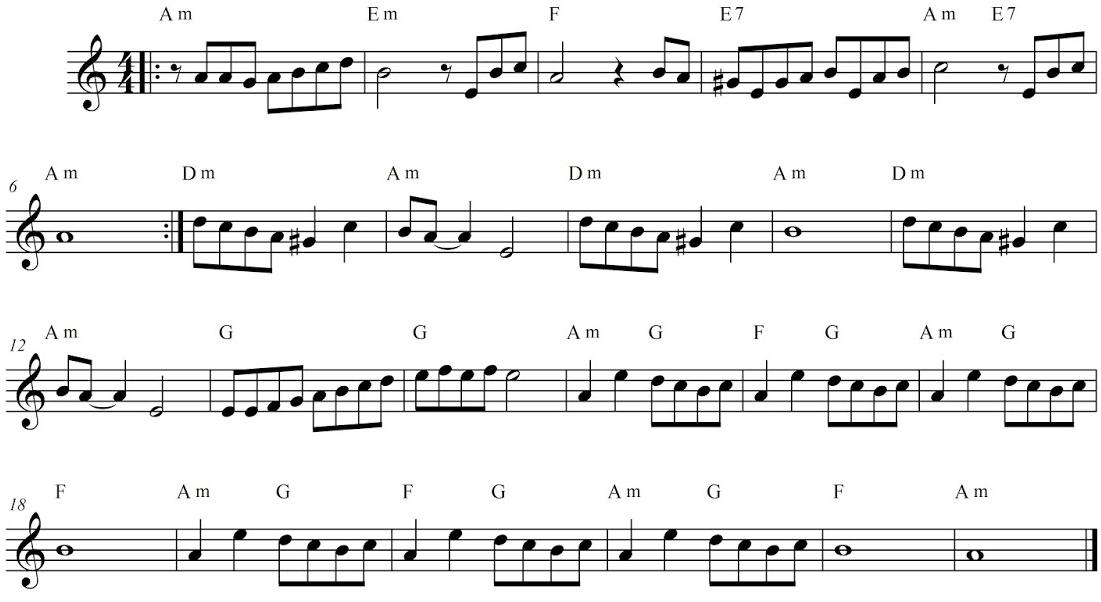 Am Em F E7 Am E7
4/4
6 Am Dm Am Dm Am Dm
12 Am G G Am G F G Am G
18 F Am G F G Am G F Am